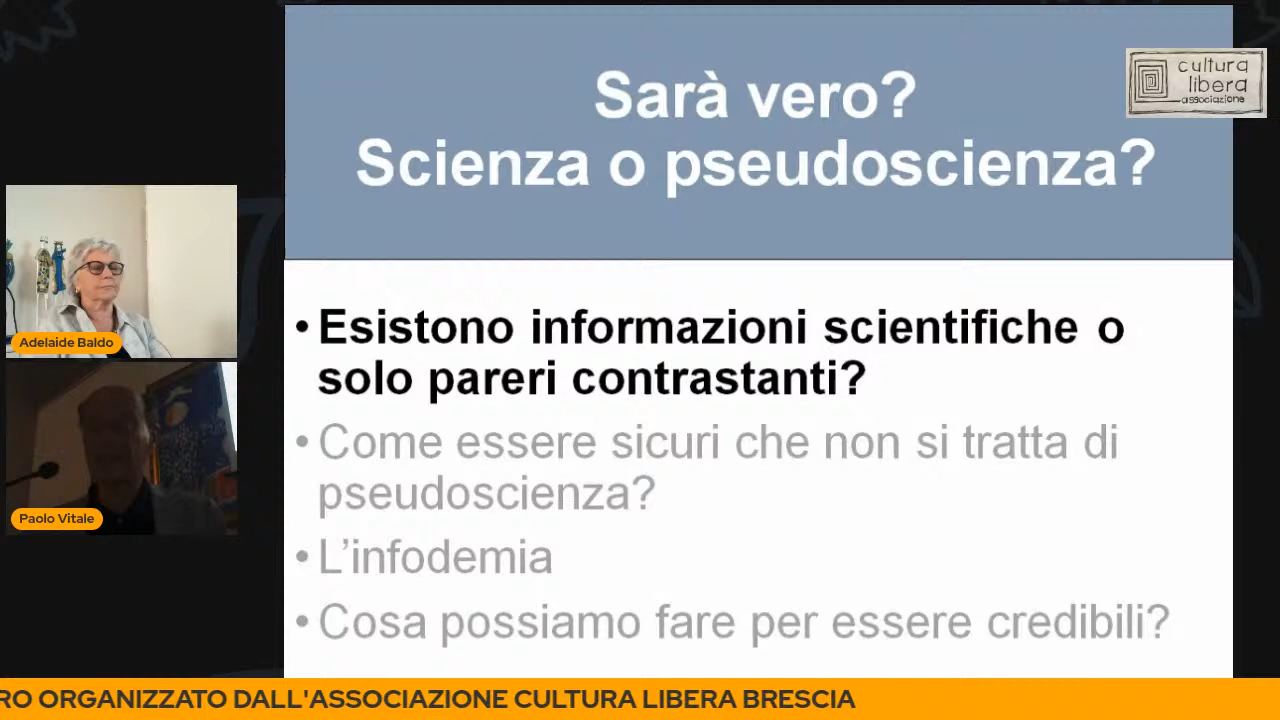 Sarà vero?
Scienza o pseudoscienza?
cultura
libera
associazione
• Esistono informazioni scientifiche o
solo pareri contrastanti?
• Come essere sicuri che non si tratta di
pseudoscienza?
• L’infodemia
• Cosa possiamo fare per essere credibili?
Adelaide Baldo
Paolo Vitale
RO ORGANIZZATO DALL'ASSOCIAZIONE CULTURA LIBERA BRESCIA